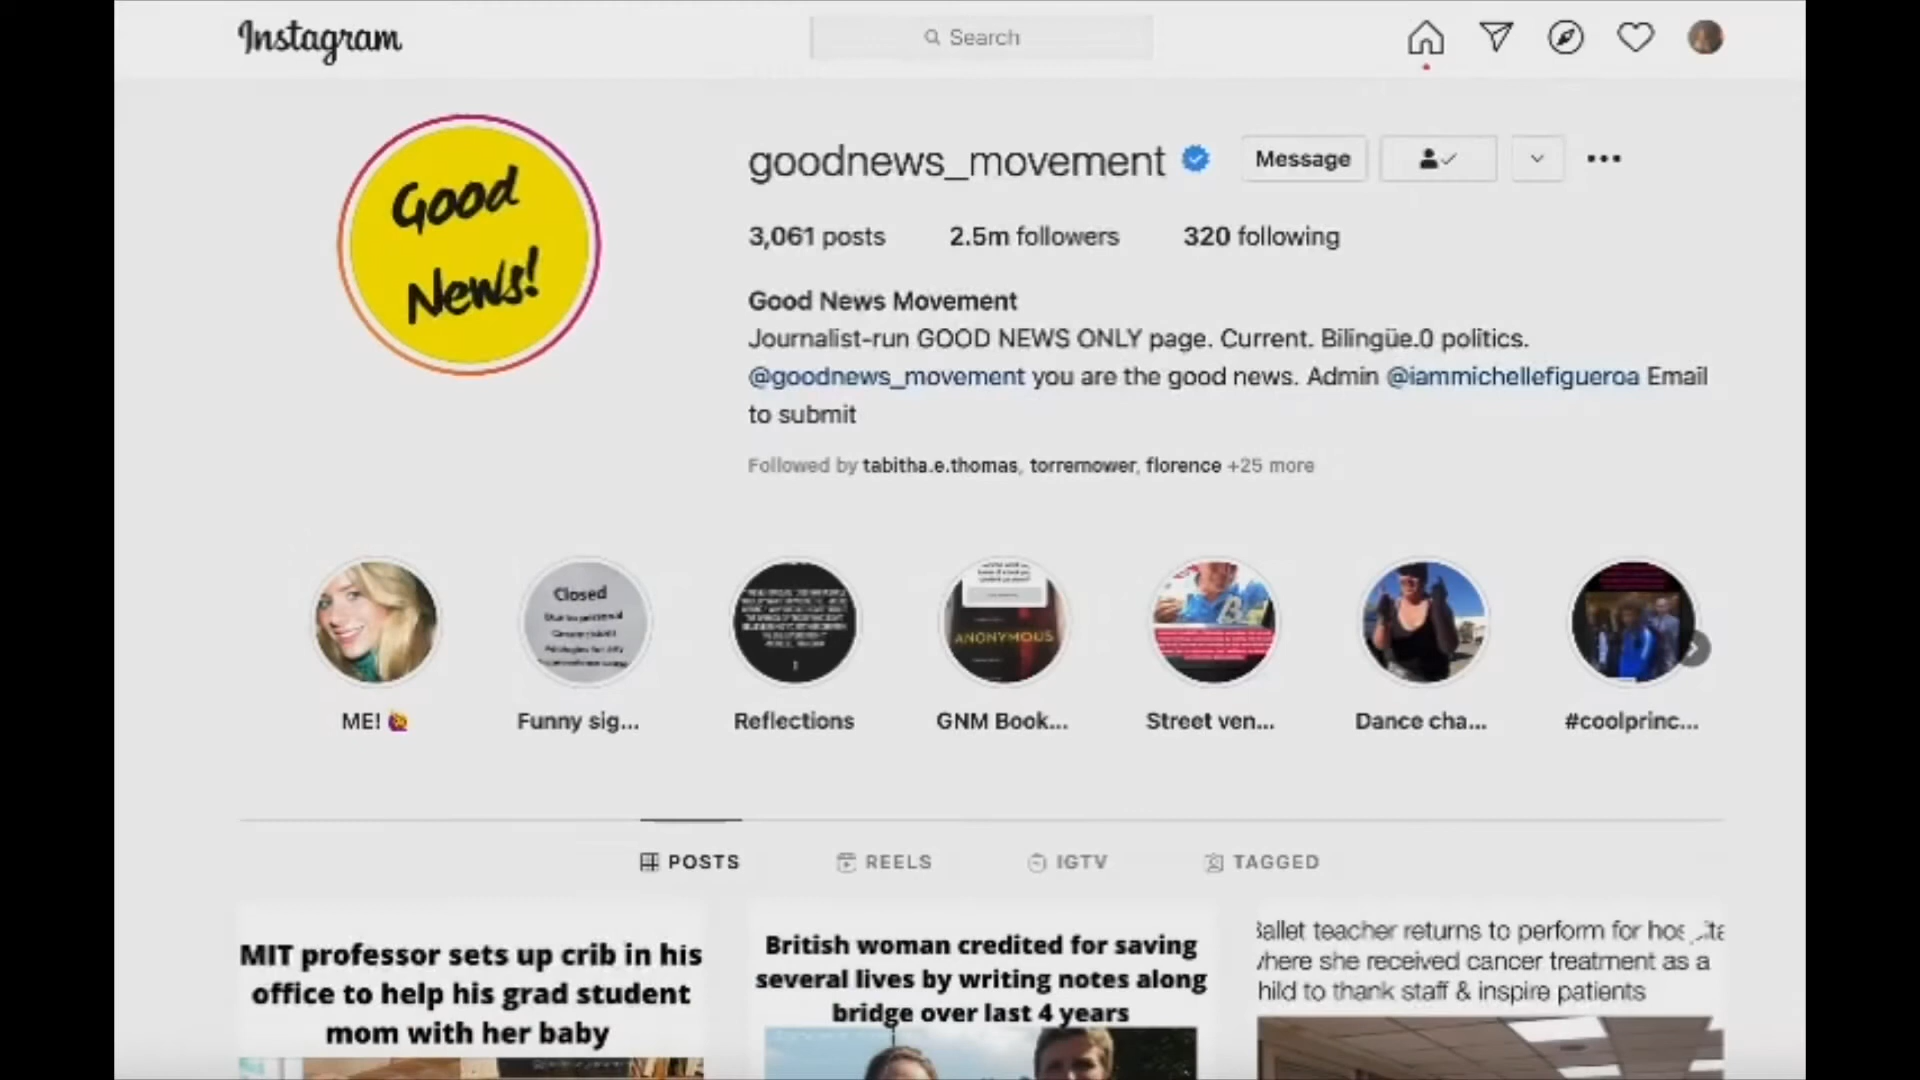 Instagram
Search
Good
News!
goodnews_movement
Message
3,061 posts 2.5m followers 320 following
Good News Movement
Journalist-run GOOD NEWS ONLY page. Current. Bilingüe.0 politics.
@goodnews_movement you are the good news. Admin @iammichellefigueroa Email
to submit
Followed by tabitha.e.thomas, torremower, florence +25 more
Closed
ANONYMOUS
ME! Funny sig... Reflections GNM Book... Street ven... Dance cha... #coolprinc...
POSTS REELS IGTV TAGGED
MIT professor sets up crib in his
office to help his grad student
mom with her baby
British woman credited for saving
several lives by writing notes along
bridge over last 4 years
allet teacher returns to perform for
here she received cancer treatment as a
hild to thank staff & inspire patients